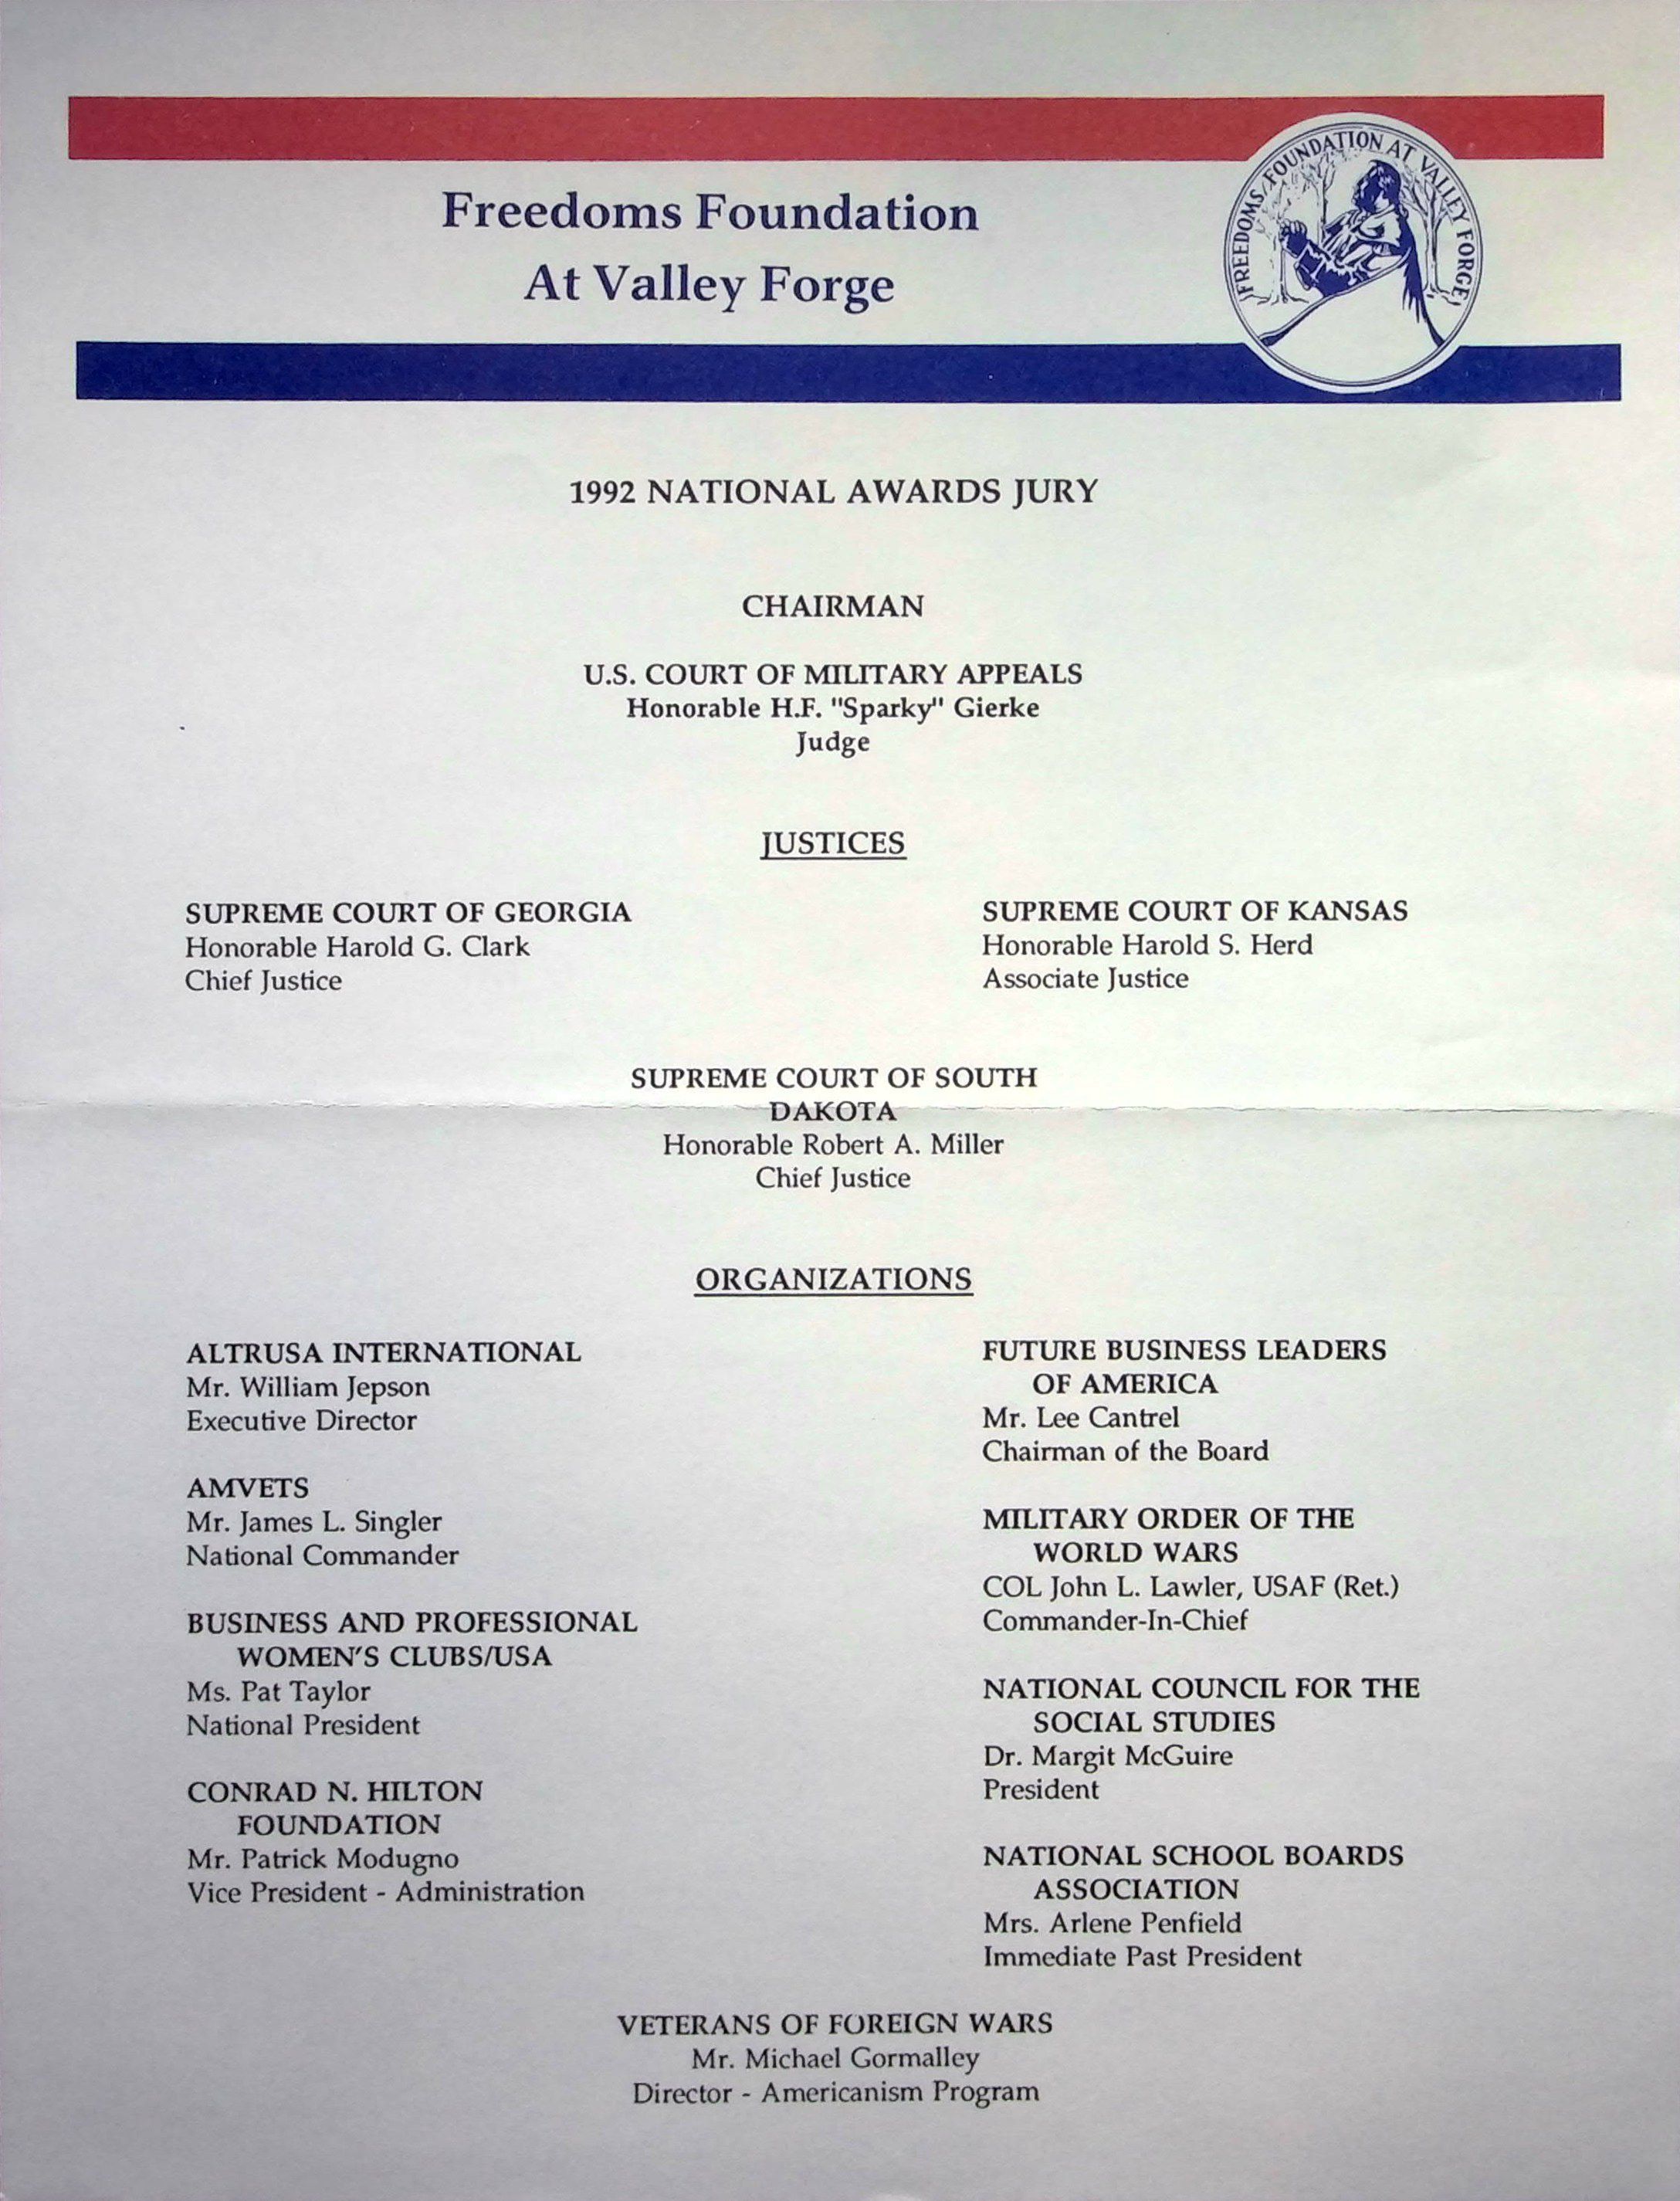 Freedoms Foundation
At Valley Forge
FREEDOMS FOUNDATION AT VALLEY FORGE
1992 NATIONAL AWARDS JURY
CHAIRMAN
U.S. COURT OF MILITARY APPEALS
Honorable H.F. "Sparky" Gierke
Judge
JUSTICES
SUPREME COURT OF GEORGIA
Honorable Harold G. Clark
Chief Justice
SUPREME COURT OF KANSAS
Honorable Harold S. Herd
Associate Justice
SUPREME COURT OF SOUTH
DAKOTA
Honorable Robert A. Miller
Chief Justice
ORGANIZATIONS
ALTRUSA INTERNATIONAL
Mr. William Jepson
Executive Director
AMVETS
Mr. James L. Singler
National Commander
BUSINESS AND PROFESSIONAL
WOMEN'S CLUBS/USA
Ms. Pat Taylor
National President
CONRAD N. HILTON
FOUNDATION
Mr. Patrick Modugno
Vice President - Administration
FUTURE BUSINESS LEADERS
OF AMERICA
Mr. Lee Cantrel
Chairman of the Board
MILITARY ORDER OF THE
WORLD WARS
COL John L. Lawler, USAF (Ret.)
Commander-In-Chief
NATIONAL COUNCIL FOR THE
SOCIAL STUDIES
Dr. Margit McGuire
President
NATIONAL SCHOOL BOARDS
ASSOCIATION
Mrs. Arlene Penfield
Immediate Past President
VETERANS OF FOREIGN WARS
Mr. Michael Gormalley
Director - Americanism Program